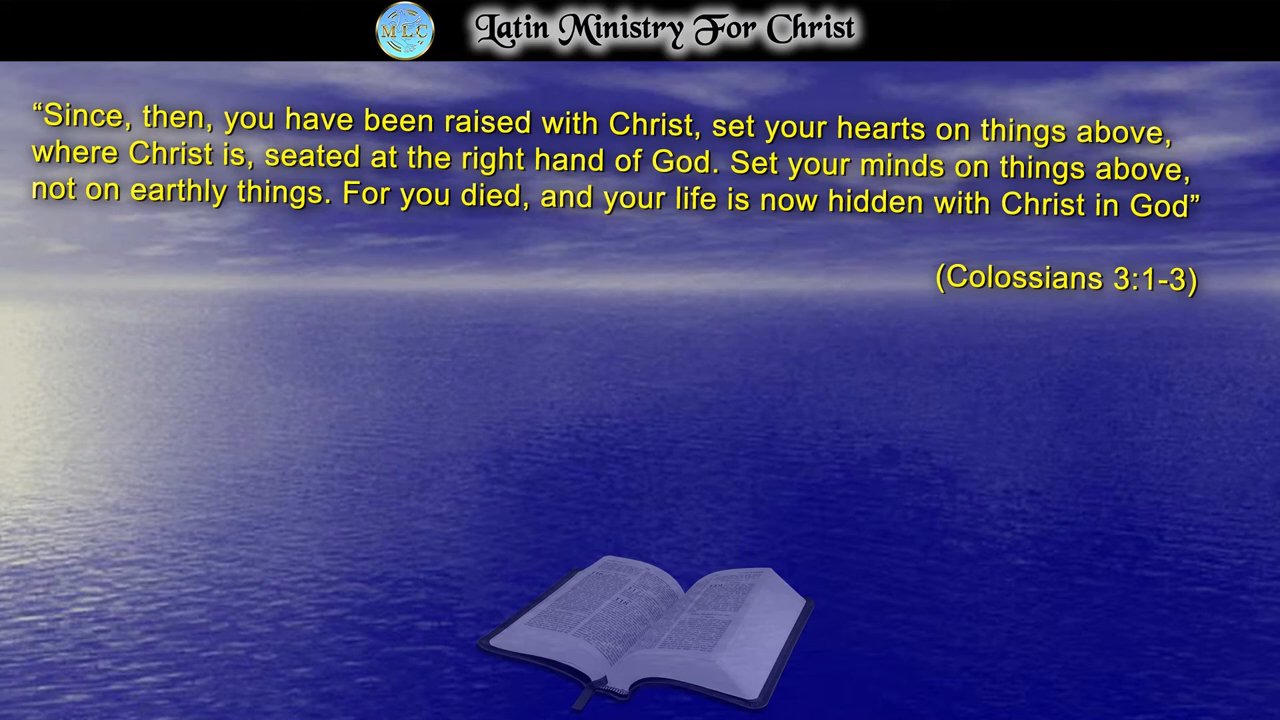 MLC
Latin Ministry For Christ
“Since, then, you have been raised with Christ, set your hearts on things above,
where Christ is, seated at the right hand of God. Set your minds on things above,
not on earthly things. For you died, and your life is now hidden with Christ in God”
(Colossians 3:1-3)